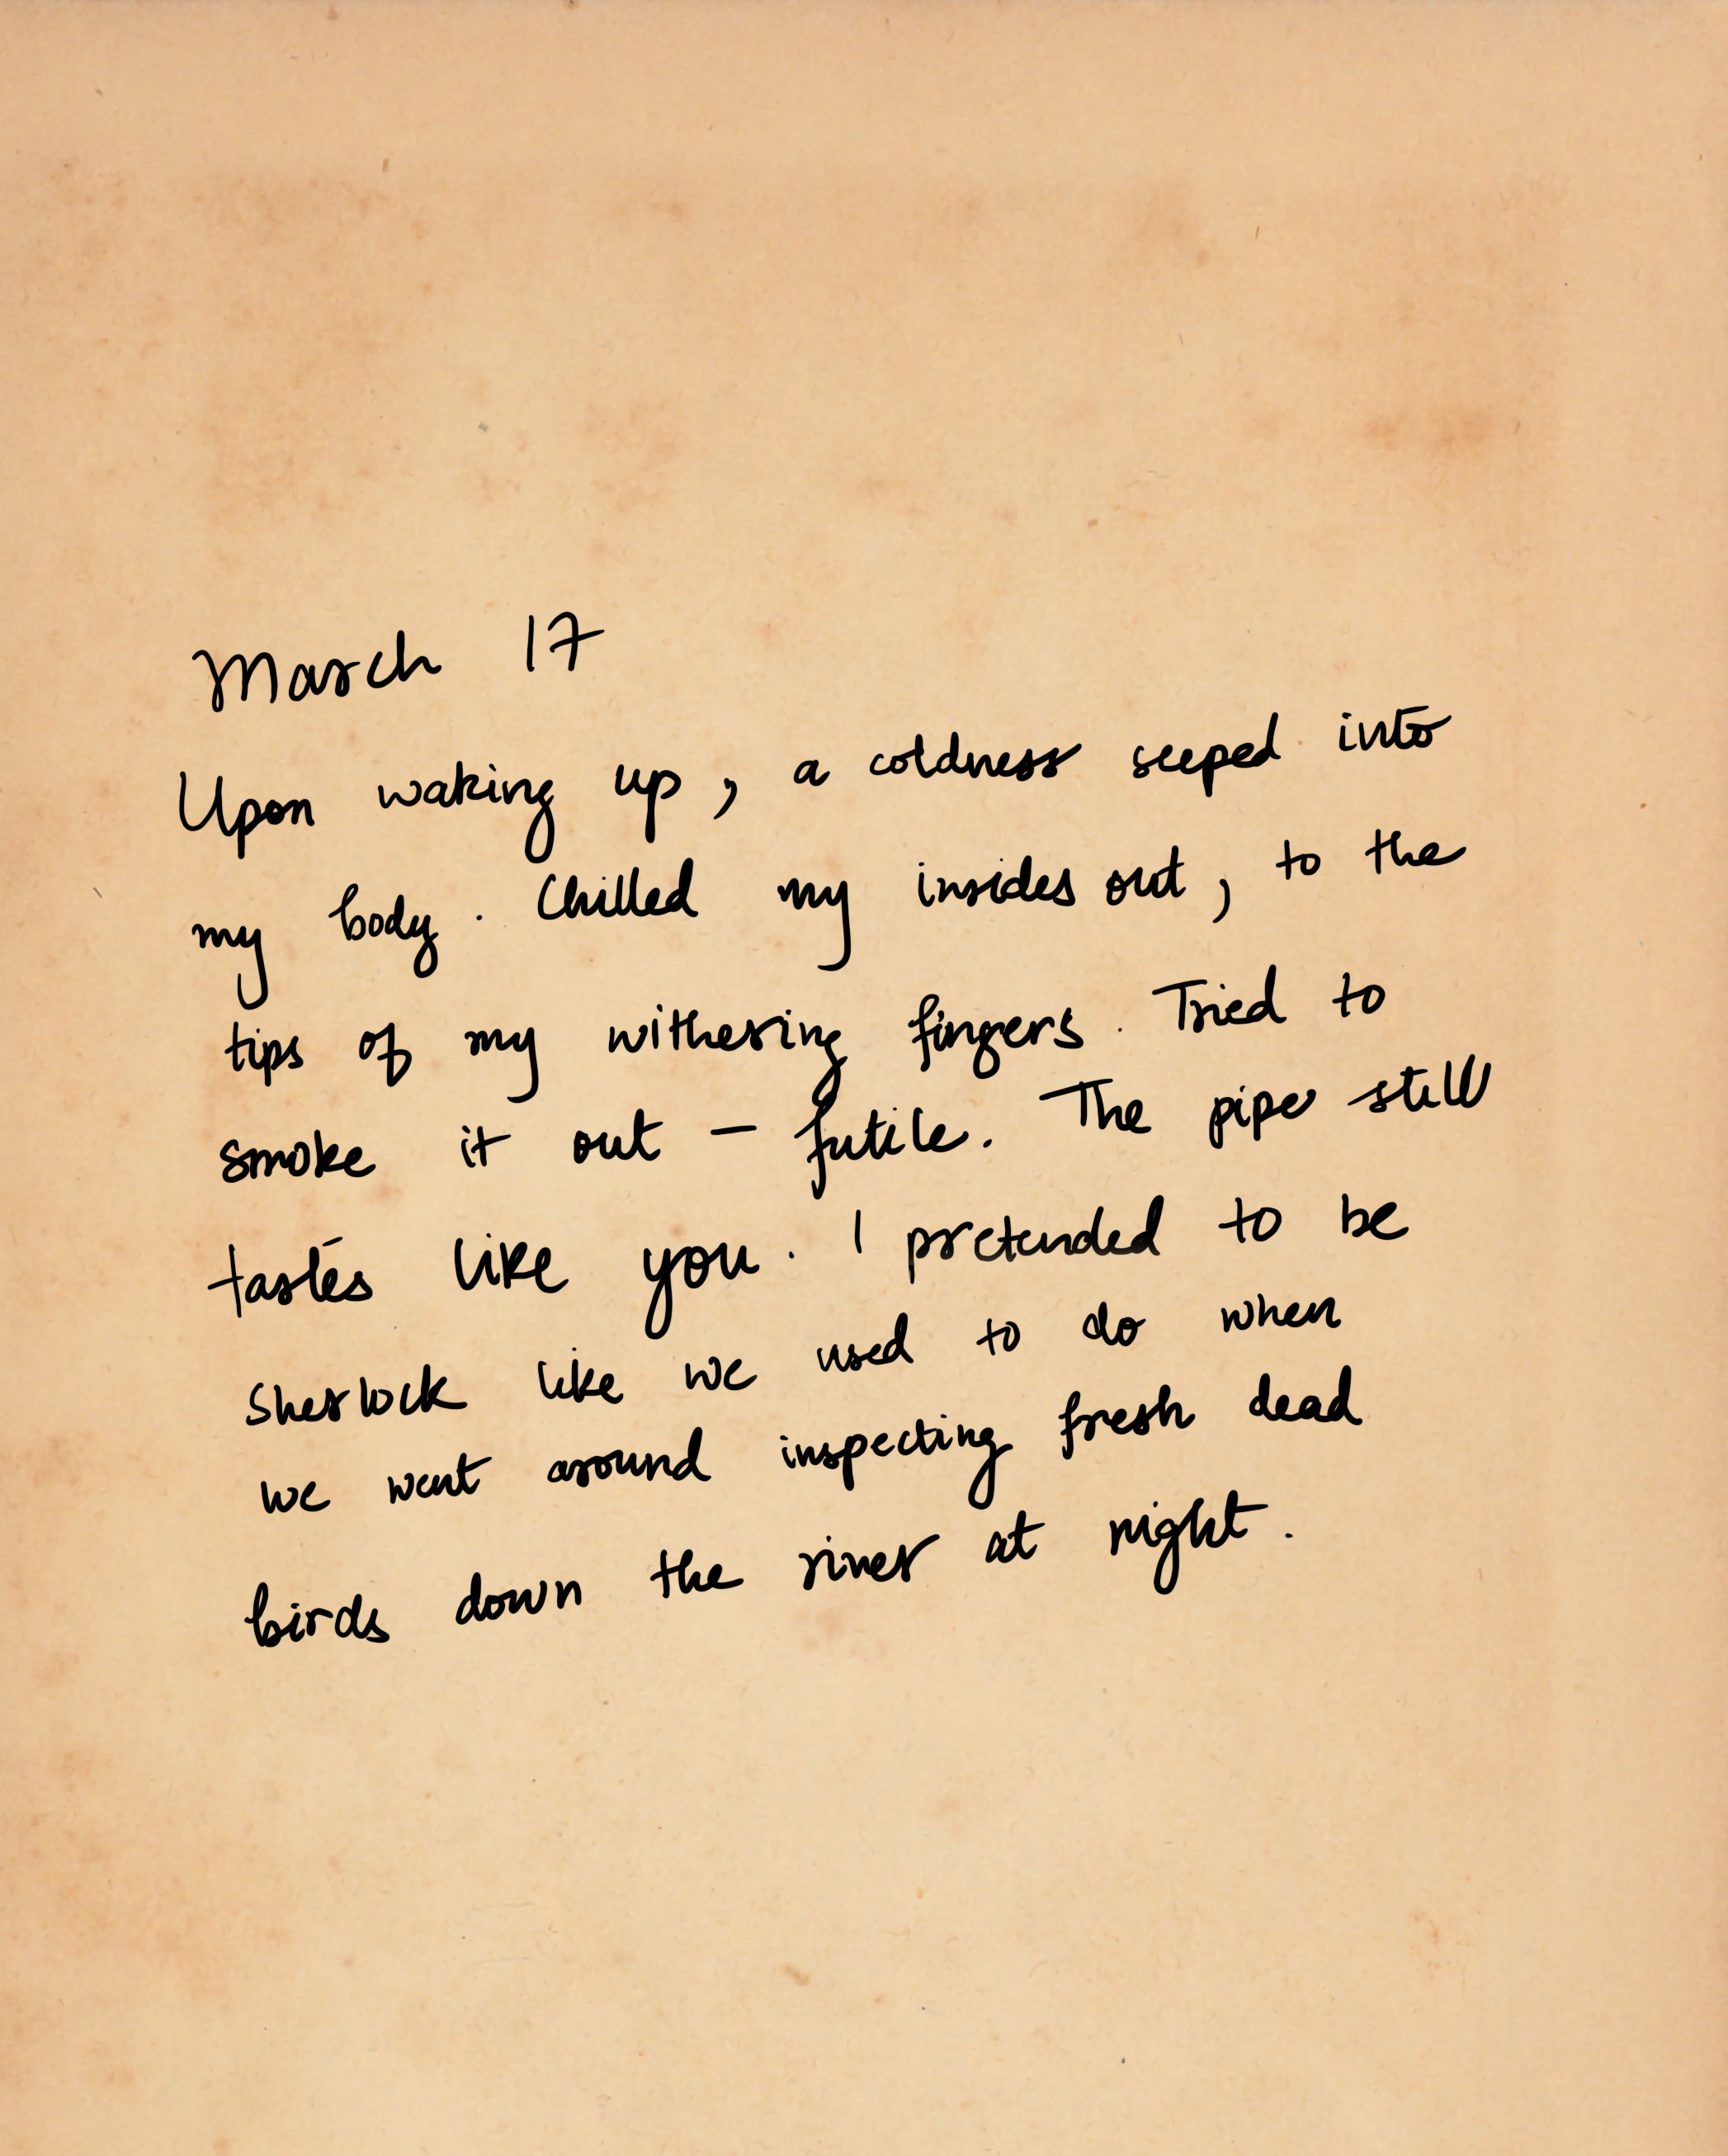 March 17
Upon waking up, a coldness seeped into
my body. Chilled my insides out, to the
tips of my withering fingers. Tried to
smoke it out – futile. The pipe still
tastes like you. I pretended to be
Sherlock like we used to do when
we went around inspecting fresh dead
birds down the river at night.